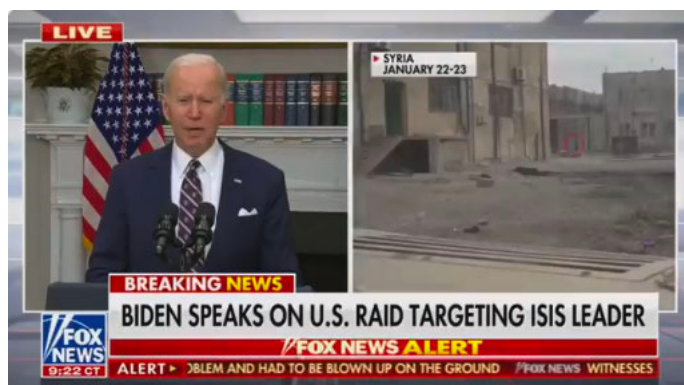 LIVE
SYRIA
JANUARY 22-23
BREAKING NEWS
BIDEN SPEAKS ON U.S. RAID TARGETING ISIS LEADER
FOX NEWS ALERT
FOX
NEWS
9:22 CT
ALERT OBLEM AND HAD TO BE BLOWN UP ON THE GROUND FOX NEWS WITNESSES